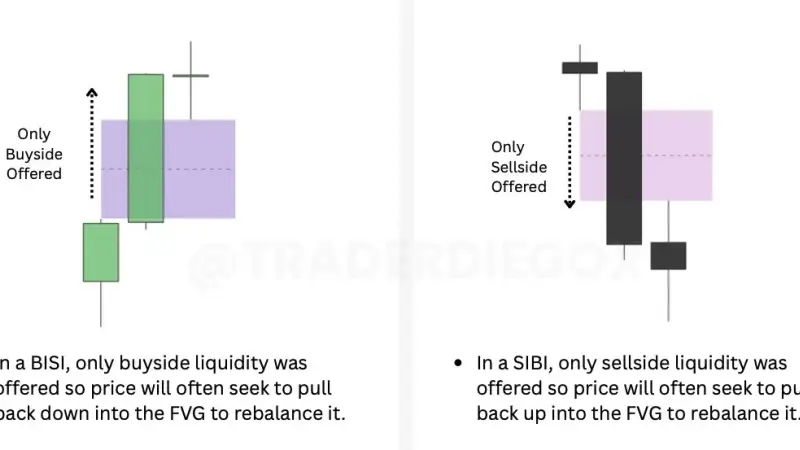 Only
Buyside
Offered
n a BISI, only buyside liquidity was
offered so price will often seek to pull
back down into the FVG to rebalance it.
Only
Sellside
Offered
@TRADERDIEGOX
• In a SIBI, only sellside liquidity was
offered so price will often seek to pu
back up into the FVG to rebalance it.